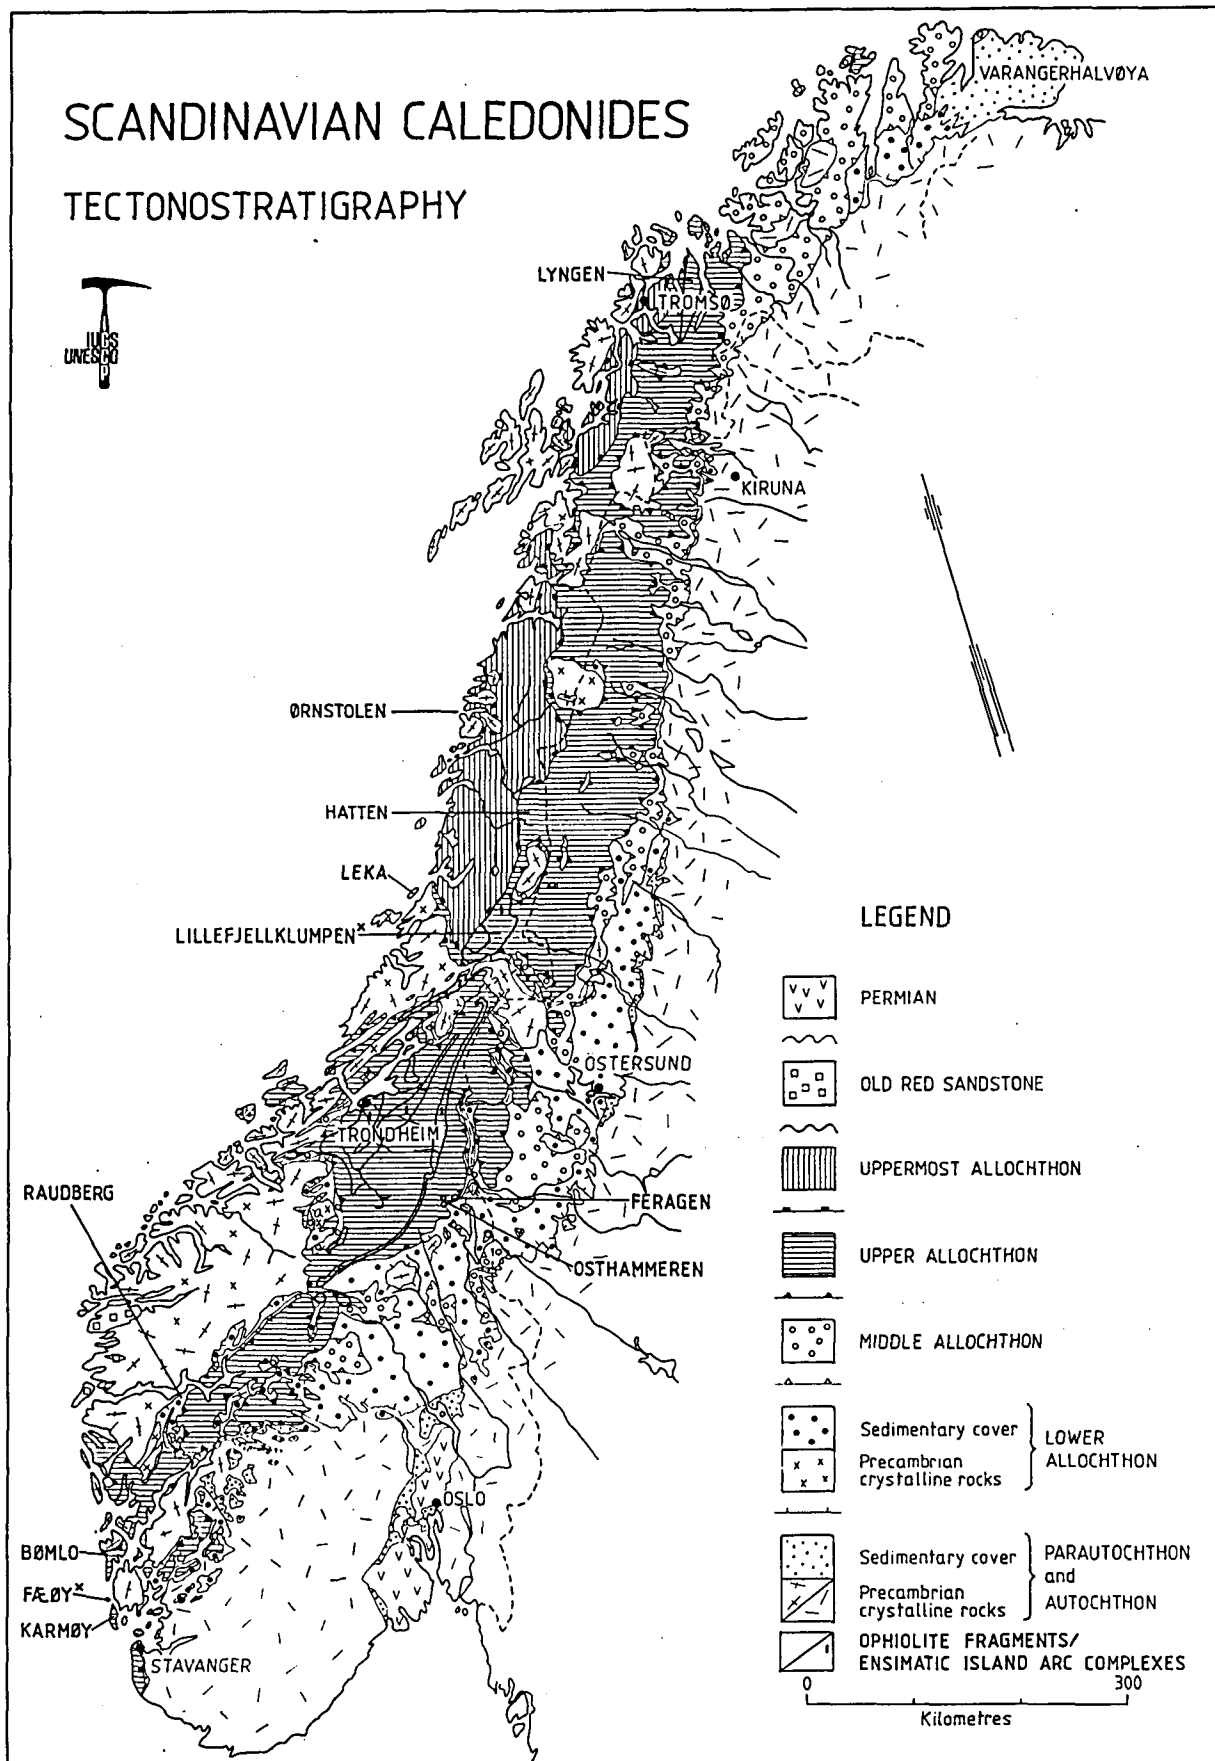 SCANDINAVIAN CALEDONIDES
TECTONOSTRATIGRAPHY
IUGS
UNESCO
VARANGERHALVØYA
LYNGEN
TROMSØ
KIRUNA
ØRNSTOLEN
HATTEN
LEKA
LILLEFJELLKLUMPEN x
ÖSTERSUND
TRONDHEIM
RAUDBERG
FERAGEN
ØSTHAMMEREN
OSLO
BØMLO
FÆØY x
KARMØY
STAVANGER
LEGEND
PERMIAN
OLD RED SANDSTONE
UPPERMOST ALLOCHTHON
UPPER ALLOCHTHON
MIDDLE ALLOCHTHON
Sedimentary cover
Precambrian
crystalline rocks
LOWER
ALLOCHTHON
Sedimentary cover
Precambrian
crystalline rocks
PARAUTOCHTHON
and
AUTOCHTHON
OPHIOLITE FRAGMENTS/
ENSIMATIC ISLAND ARC COMPLEXES
0 300
Kilometres